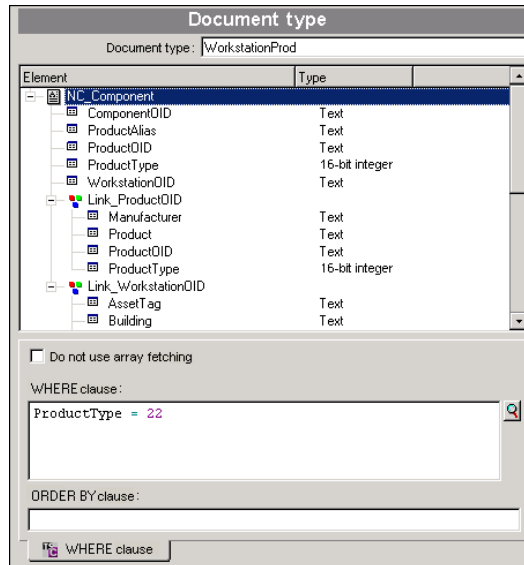 Document type
Document type: WorkstationProd
Element Type
NC_Component
ComponentOID Text
ProductAlias Text
ProductOID Text
ProductType 16-bit integer
WorkstationOID Text
Link_ProductOID
Manufacturer Text
Product Text
ProductOID Text
ProductType 16-bit integer
Link_WorkstationOID
AssetTag Text
Building Text
Do not use array fetching
WHERE clause:
ProductType = 22
ORDER BY clause:
WHERE clause